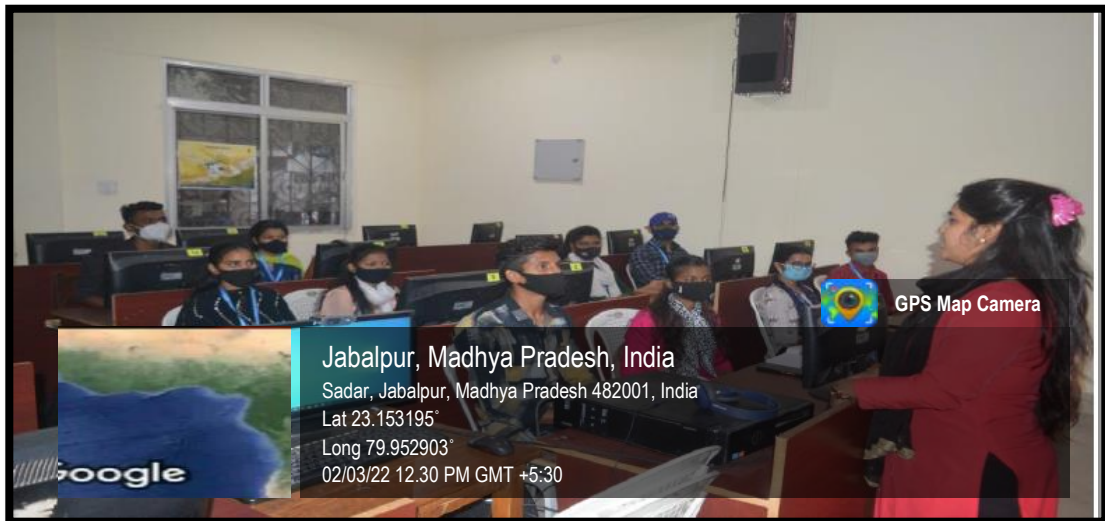 GPS Map Camera
Jabalpur, Madhya Pradesh, India
Sadar, Jabalpur, Madhya Pradesh 482001, India
Lat 23.153195°
Long 79.952903°
02/03/22 12.30 PM GMT +5:30
Google